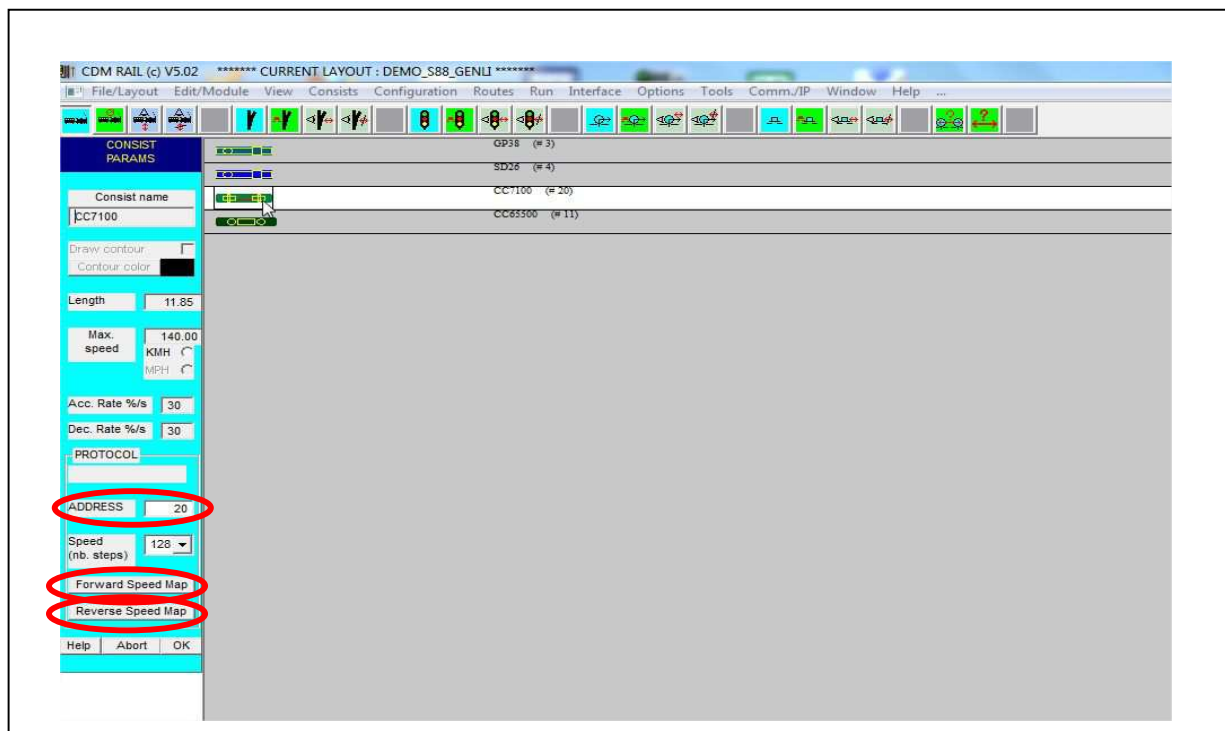 CDM RAIL (c) V5.02 ******* CURRENT LAYOUT : DEMO_S88_GENLI *******
File/Layout Edit/Module View Consists Configuration Routes Run Interface Options Tools Comm./IP Window Help ...
CONSIST
PARAMS
GP38 (= 3)
SD26 (= 4)
CC7100 (= 20)
CC65500 (= 11)
Consist name
CC7100
Draw contour
Contour color
Length 11.85
Max. 140.00
speed KMH
MPH
Acc. Rate %/s 30
Dec. Rate %/s 30
PROTOCOL
ADDRESS 20
Speed 128
(nb. steps)
Forward Speed Map
Reverse Speed Map
Help Abort OK